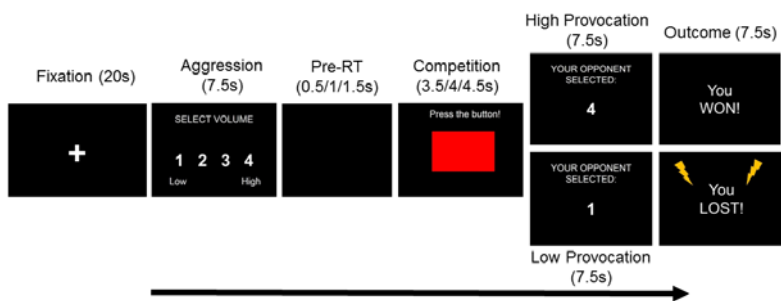 Fixation (20s)
+
Aggression
(7.5s)
SELECT VOLUME
1 2 3 4
Low High
Pre-RT
(0.5/1/1.5s)
Competition
(3.5/4/4.5s)
Press the button!
High Provocation
(7.5s)
YOUR OPPONENT
SELECTED:
4
Outcome (7.5s)
You
WON!
YOUR OPPONENT
SELECTED:
1
Low Provocation
(7.5s)
You
LOST!